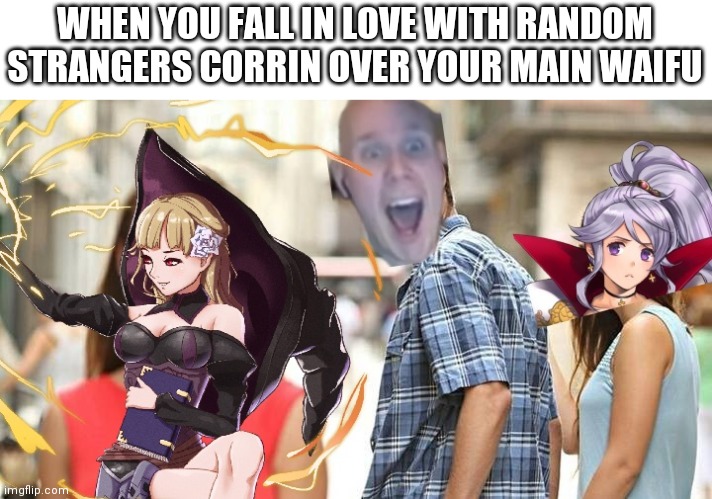 WHEN YOU FALL IN LOVE WITH RANDOM
STRANGERS CORRIN OVER YOUR MAIN WAIFU
imgflip.com